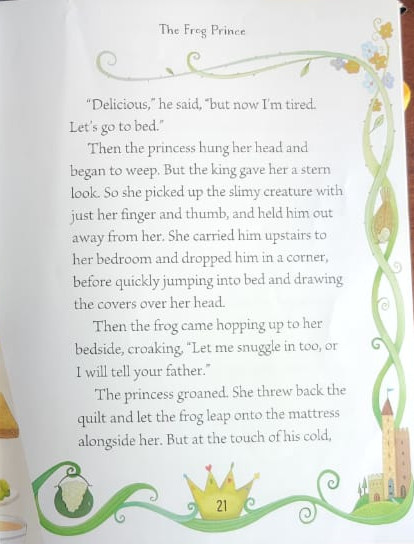 The Frog Prince
“Delicious,” he said, “but now I'm tired.
Let's go to bed.”
Then the princess hung her head and
began to weep. But the king gave her a stern
look. So she picked up the slimy creature with
just her finger and thumb, and held him out
away from her. She carried him upstairs to
her bedroom and dropped him in a corner,
before quickly jumping into bed and drawing
the covers over her head.
Then the frog came hopping up to her
bedside, croaking, “Let me snuggle in too, or
I will tell your father.”
The princess groaned. She threw back the
quilt and let the frog leap onto the mattress
alongside her. But at the touch of his cold,
21